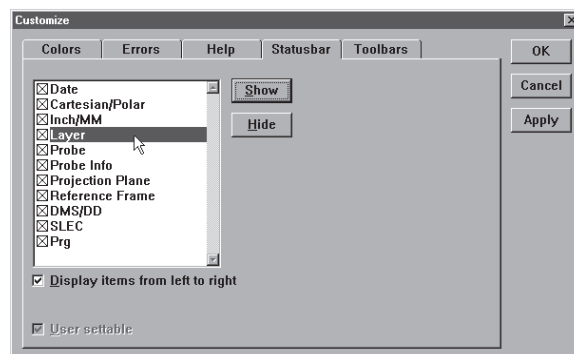 Customize
Colors Errors Help Statusbar Toolbars
OK
Cancel
Apply
Date
Cartesian/Polar
Inch/MM
Layer
Probe
Probe Info
Projection Plane
Reference Frame
DMS/DD
SLEC
Prg
Show
Hide
Display items from left to right
User settable